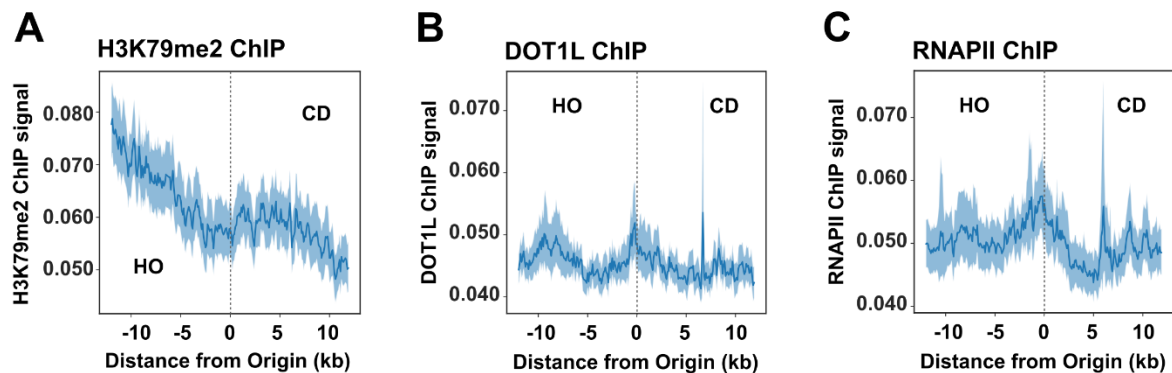 A
H3K79me2 ChIP
H3K79me2 ChIP signal
0.080
0.070
0.060
0.050
CD
HO
-10 -5 0 5 10
Distance from Origin (kb)
B
DOT1L ChIP
DOT1L ChIP signal
0.070
0.060
0.050
0.040
HO CD
-10 -5 0 5 10
Distance from Origin (kb)
C
RNAPII ChIP
RNAPII ChIP signal
0.070
0.060
0.050
0.040
HO CD
-10 -5 0 5 10
Distance from Origin (kb)